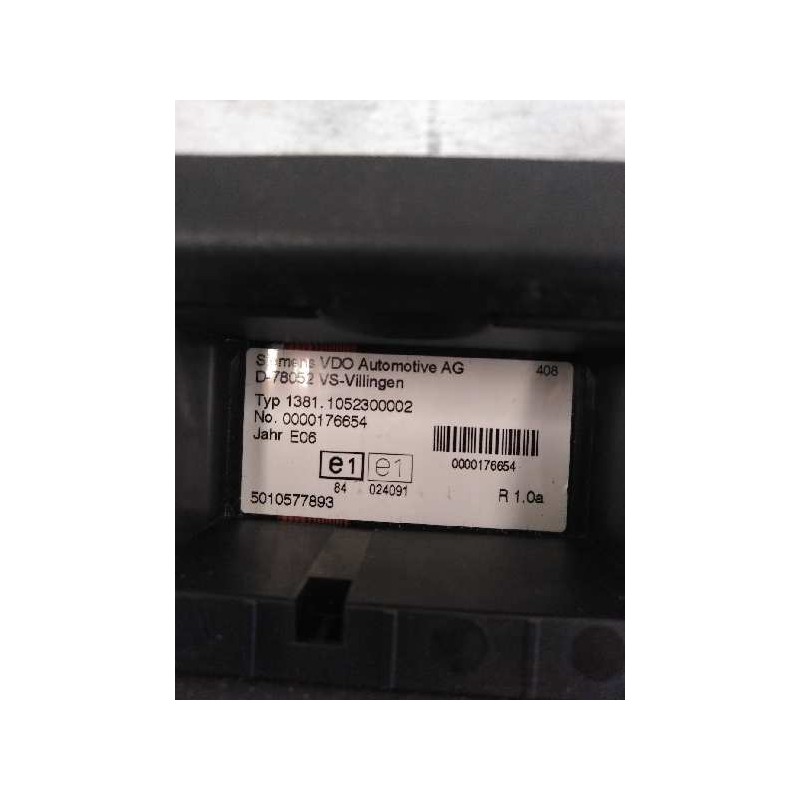 Siemens VDO Automotive AG 408
D-78052 VS-Villingen
Typ 1381.1052300002
No. 0000176654
Jahr E06
0000176654
e1 e1
84 024091
5010577893 R 1.0a